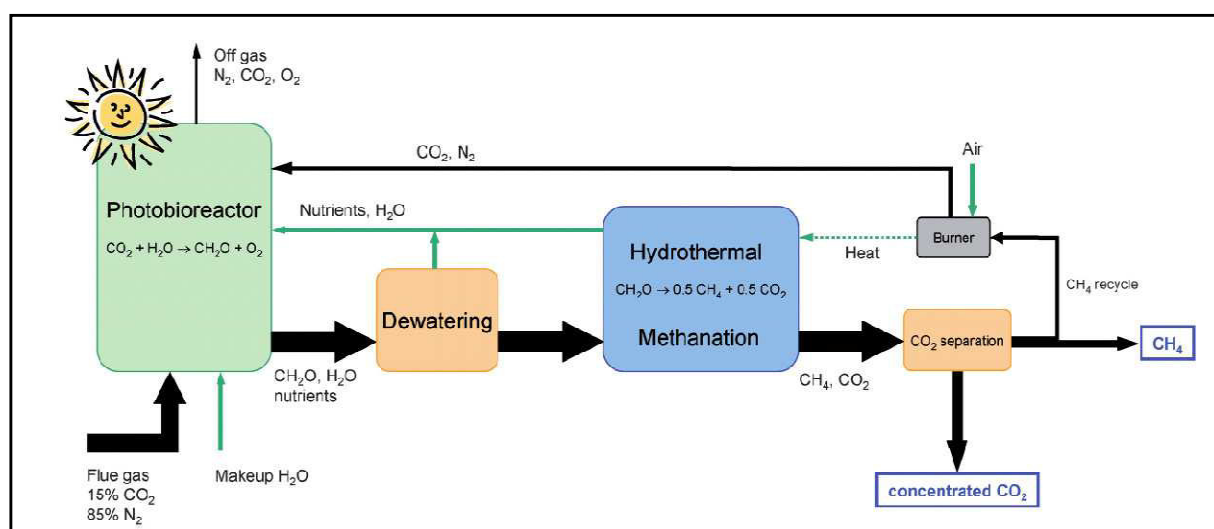 Off gas
N₂, CO₂, O₂
CO₂, N₂
Air
Photobioreactor
CO₂ + H₂O → CH₂O + O₂
Nutrients, H₂O
Hydrothermal
CH₂O → 0.5 CH₄ + 0.5 CO₂
Methanation
Heat
Burner
CH₄ recycle
Dewatering
CO₂ separation
CH₄
CH₂O, H₂O
nutrients
CH₄, CO₂
Flue gas
15% CO₂
85% N₂
Makeup H₂O
concentrated CO₂